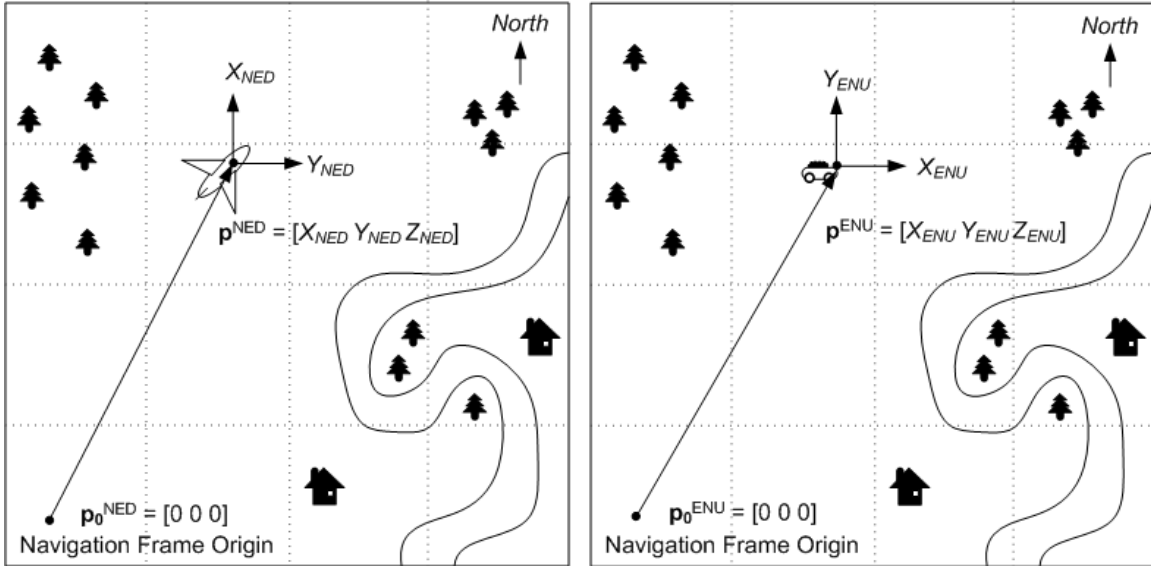 North
X_NED
Y_NED
p^NED = [X_NED Y_NED Z_NED]
p_0^NED = [0 0 0]
Navigation Frame Origin
North
Y_ENU
X_ENU
p^ENU = [X_ENU Y_ENU Z_ENU]
p_0^ENU = [0 0 0]
Navigation Frame Origin